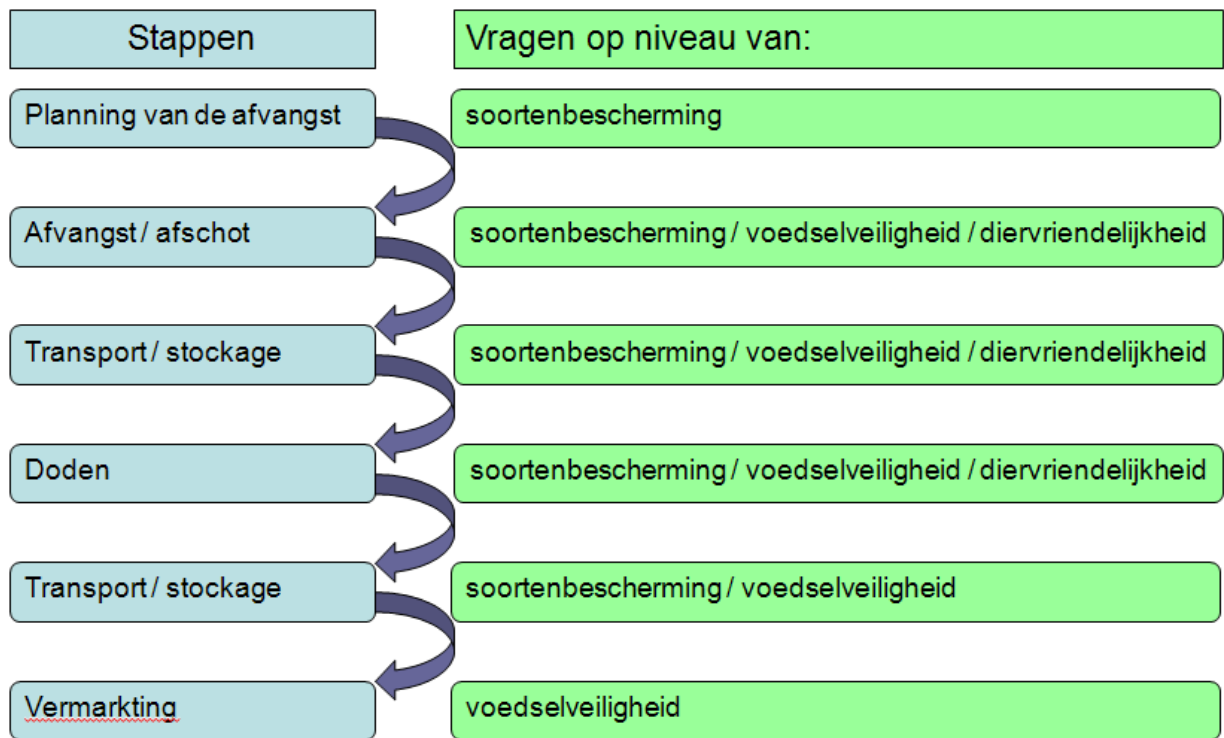 Stappen
Vragen op niveau van:
Planning van de afvangst
soortenbescherming
Afvangst / afschot
soortenbescherming / voedselveiligheid / diervriendelijkheid
Transport / stockage
soortenbescherming / voedselveiligheid / diervriendelijkheid
Doden
soortenbescherming / voedselveiligheid / diervriendelijkheid
Transport / stockage
soortenbescherming / voedselveiligheid
Vermarkting
voedselveiligheid